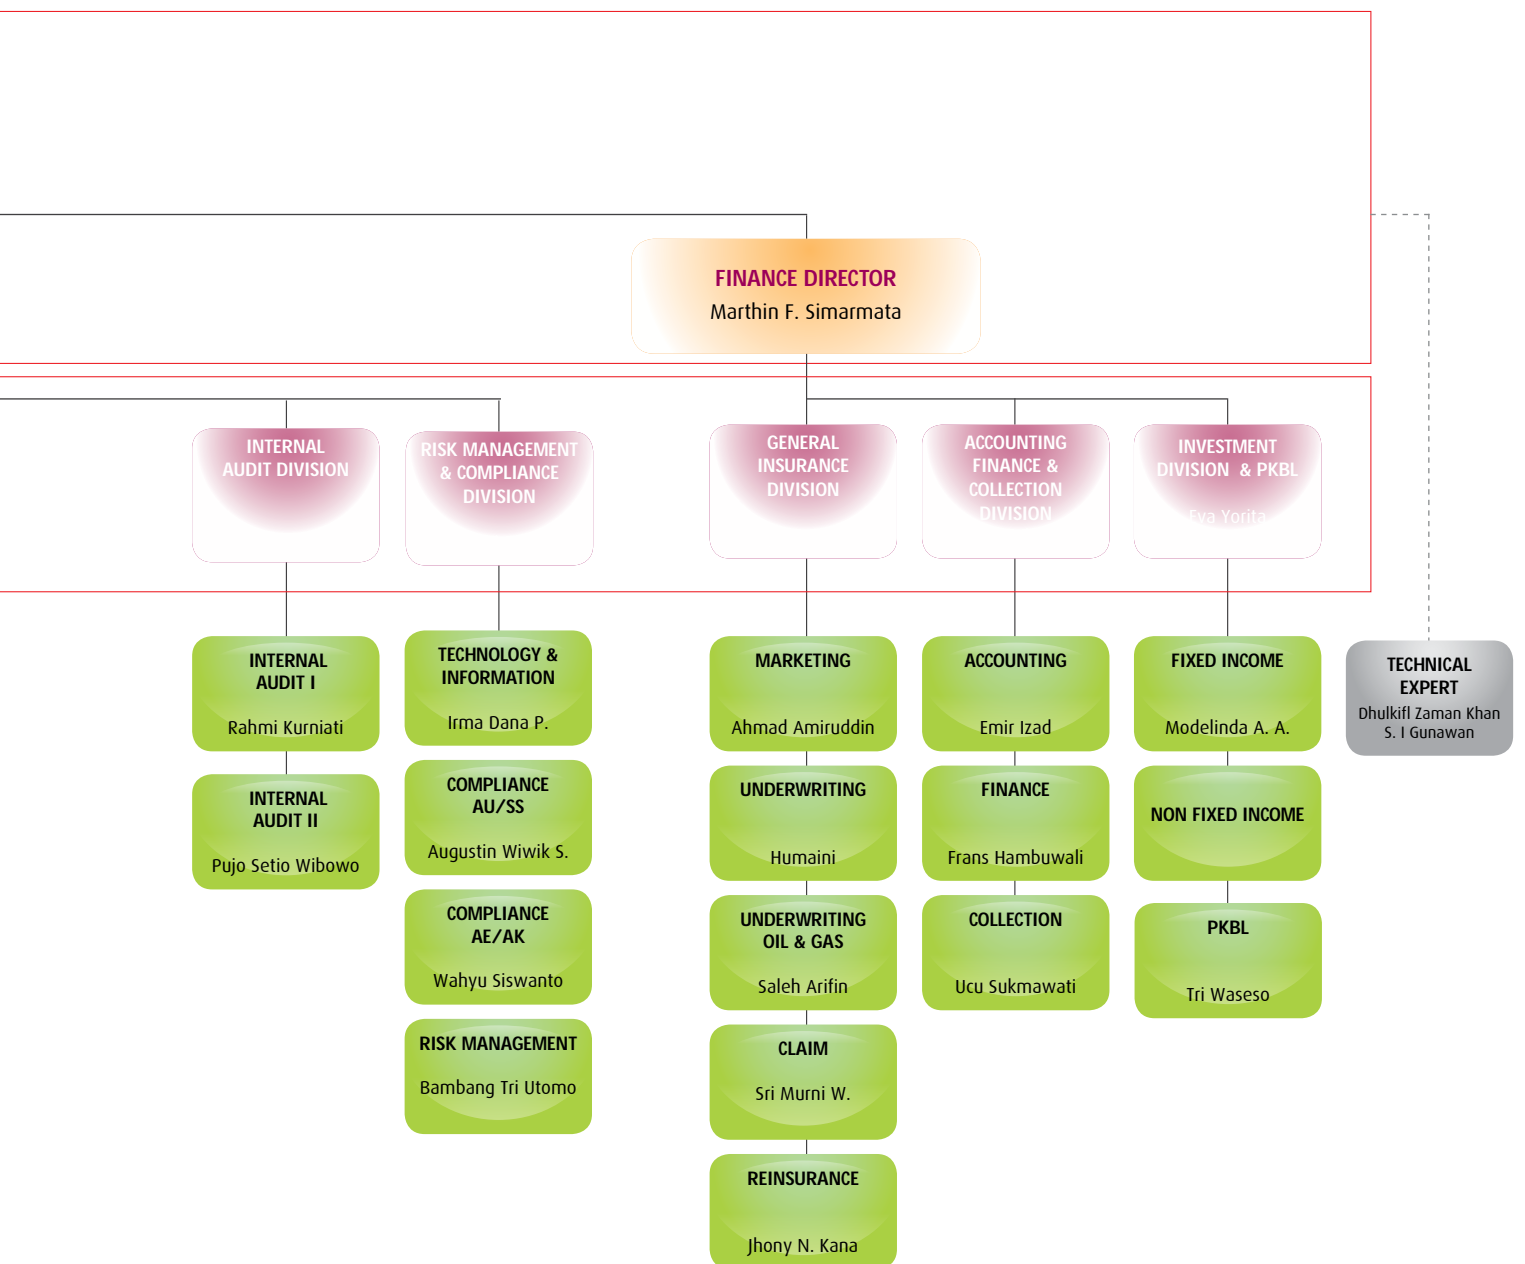 FINANCE DIRECTOR
Marthin F. Simarmata
INTERNAL
AUDIT DIVISION
RISK MANAGEMENT
& COMPLIANCE
DIVISION
GENERAL
INSURANCE
DIVISION
ACCOUNTING
FINANCE &
COLLECTION
DIVISION
INVESTMENT
DIVISION & PKBL
Eva Yorita
INTERNAL
AUDIT I
Rahmi Kurniati
INTERNAL
AUDIT II
Pujo Setio Wibowo
TECHNOLOGY &
INFORMATION
Irma Dana P.
COMPLIANCE
AU/SS
Augustin Wiwik S.
COMPLIANCE
AE/AK
Wahyu Siswanto
RISK MANAGEMENT
Bambang Tri Utomo
MARKETING
Ahmad Amiruddin
UNDERWRITING
Humaini
UNDERWRITING
OIL & GAS
Saleh Arifin
CLAIM
Sri Murni W.
REINSURANCE
Jhony N. Kana
ACCOUNTING
Emir Izad
FINANCE
Frans Hambuwali
COLLECTION
Ucu Sukmawati
FIXED INCOME
Modelinda A. A.
NON FIXED INCOME
PKBL
Tri Waseso
TECHNICAL
EXPERT
Dhulkifl Zaman Khan
S. I Gunawan